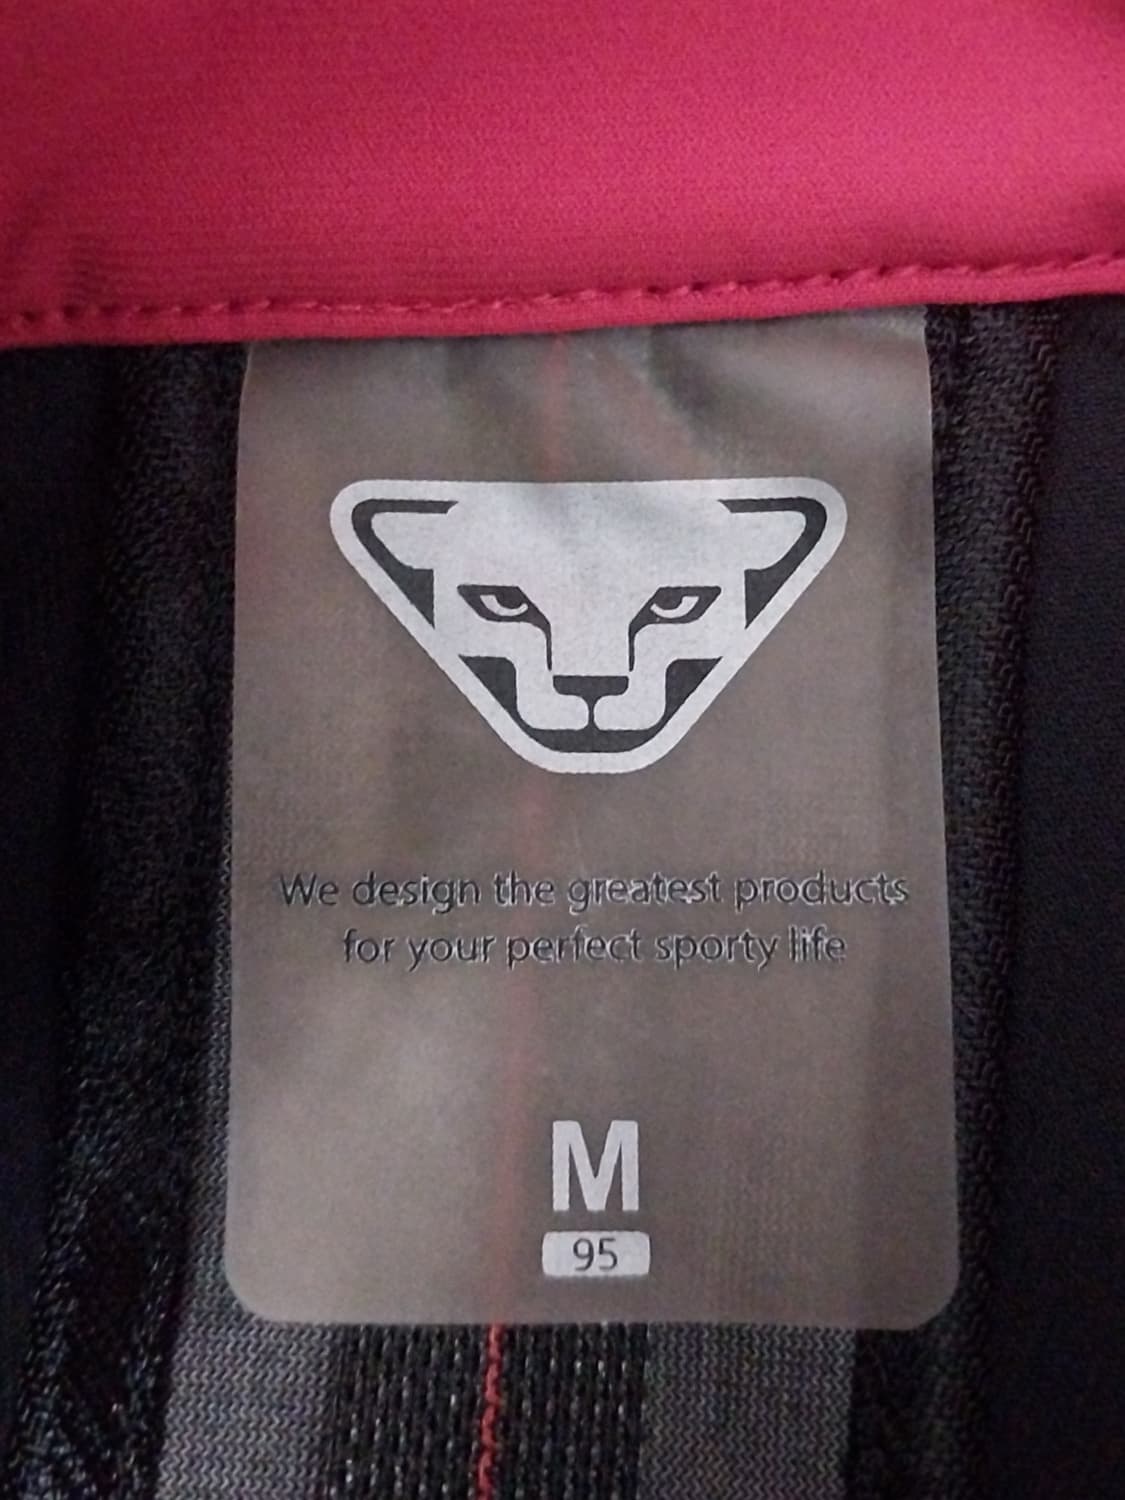 We design the greatest products
for your perfect sporty life
M
95